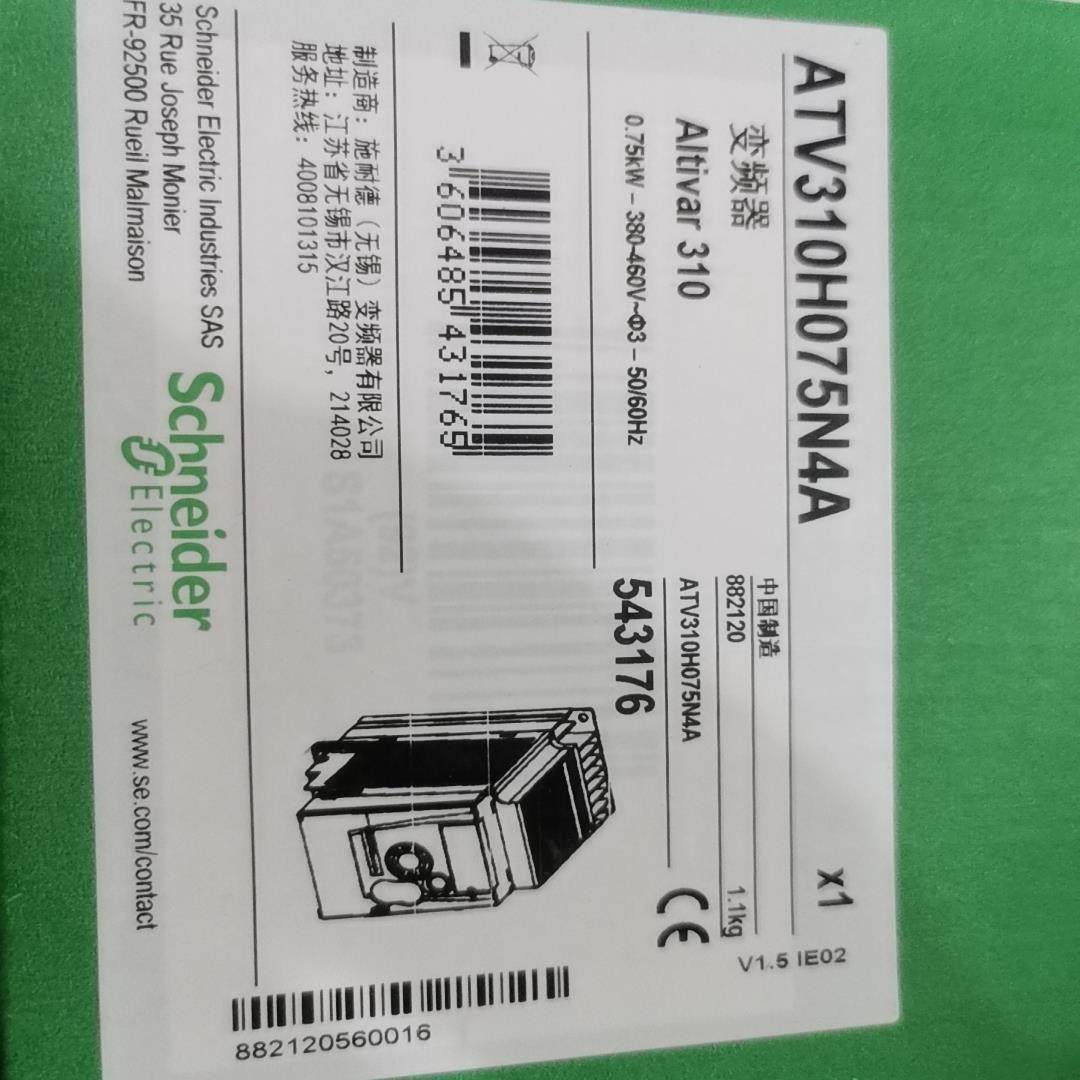 ATV310H075N4A
x1
变频器
Altivar 310
0.75kW – 380-460V~Φ3 – 50/60Hz
中国制造
882120
1.1kg
V1.5 IE02
ATV310H075N4A
543176
CE
3 606485 431765
制造商：施耐德（无锡）变频器有限公司
地址：江苏省无锡市汉江路20号，214028
服务热线：4008101315
Schneider Electric Industries SAS
35 Rue Joseph Monier
FR-92500 Rueil Malmaison
Schneider
Electric
www.se.com/contact
882120560016